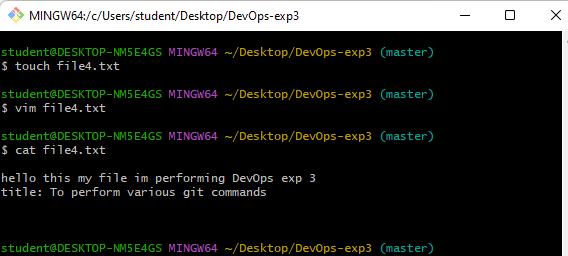 MINGW64:/c/Users/student/Desktop/DevOps-exp3
student@DESKTOP-NM5E4GS MINGW64 ~/Desktop/DevOps-exp3 (master)
$ touch file4.txt
student@DESKTOP-NM5E4GS MINGW64 ~/Desktop/DevOps-exp3 (master)
$ vim file4.txt
student@DESKTOP-NM5E4GS MINGW64 ~/Desktop/DevOps-exp3 (master)
$ cat file4.txt
hello this my file im performing DevOps exp 3
title: To perform various git commands
student@DESKTOP-NM5E4GS MINGW64 ~/Desktop/DevOps-exp3 (master)